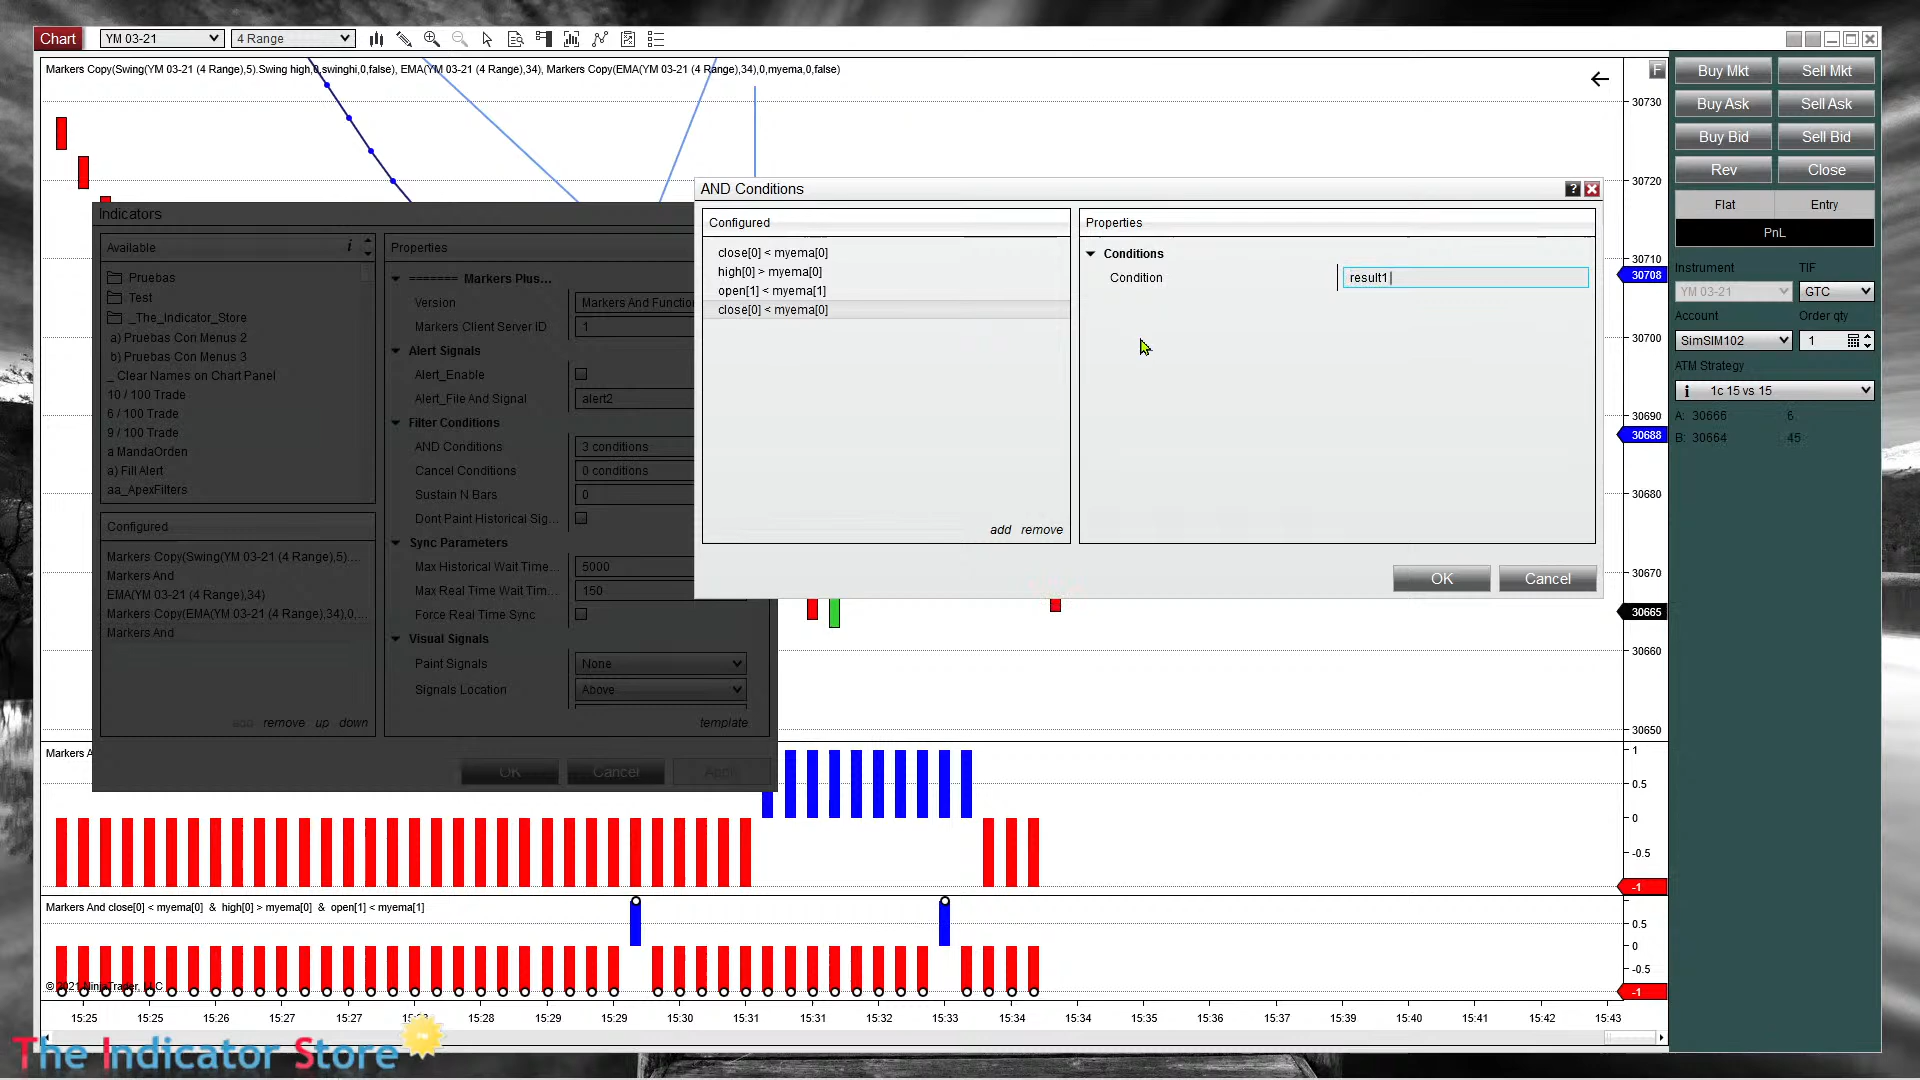 Chart
YM 03-21
4 Range
Markers Copy(Swing(YM 03-21 (4 Range),5).Swing high,0,swinghi,0,false), EMA(YM 03-21 (4 Range),34), Markers Copy(EMA(YM 03-21 (4 Range),34),0,myema,0,false)
F
30730
30720
30710
30708
30700
30690
30688
30680
30670
30665
30660
30650
Indicators
Available
i
Pruebas
Test
_The_Indicator_Store
a) Pruebas Con Menus 2
b) Pruebas Con Menus 3
_ Clear Names on Chart Panel
10 / 100 Trade
6 / 100 Trade
9 / 100 Trade
a MandaOrden
a) Fill Alert
aa_ApexFilters
Configured
Markers Copy(Swing(YM 03-21 (4 Range),5)....
Markers And
EMA(YM 03-21 (4 Range),34)
Markers Copy(EMA(YM 03-21 (4 Range),34),0,...
Markers And
add remove up down
Properties
======= Markers Plus...
Version
Markers And Functio
Markers Client Server ID
1
Alert Signals
Alert_Enable
Alert_File And Signal
alert2
Filter Conditions
AND Conditions
3 conditions
Cancel Conditions
0 conditions
Sustain N Bars
0
Dont Paint Historical Sig...
Sync Parameters
Max Historical Wait Time...
5000
Max Real Time Wait Tim...
150
Force Real Time Sync
Visual Signals
Paint Signals
None
Signals Location
Above
template
OK
Cancel
Apply
AND Conditions
?
Configured
close[0] < myema[0]
high[0] > myema[0]
open[1] < myema[1]
close[0] < myema[0]
add remove
Properties
Conditions
Condition
result1
OK
Cancel
Buy Mkt
Sell Mkt
Buy Ask
Sell Ask
Buy Bid
Sell Bid
Rev
Close
Flat
Entry
PnL
Instrument
TIF
YM 03-21
GTC
Account
Order qty
SimSIM102
1
ATM Strategy
i 1c 15 vs 15
A: 30666 6
B: 30664 45
Markers A
1
0.5
0
-0.5
-1
Markers And close[0] < myema[0] & high[0] > myema[0] & open[1] < myema[1]
0.5
0
-0.5
-1
© 2021 NinjaTrader, LLC
15:25 15:25 15:26 15:27 15:27 15:28 15:28 15:29 15:29 15:30 15:31 15:31 15:32 15:33 15:34 15:34 15:35 15:36 15:37 15:39 15:40 15:41 15:42 15:43
The Indicator Store